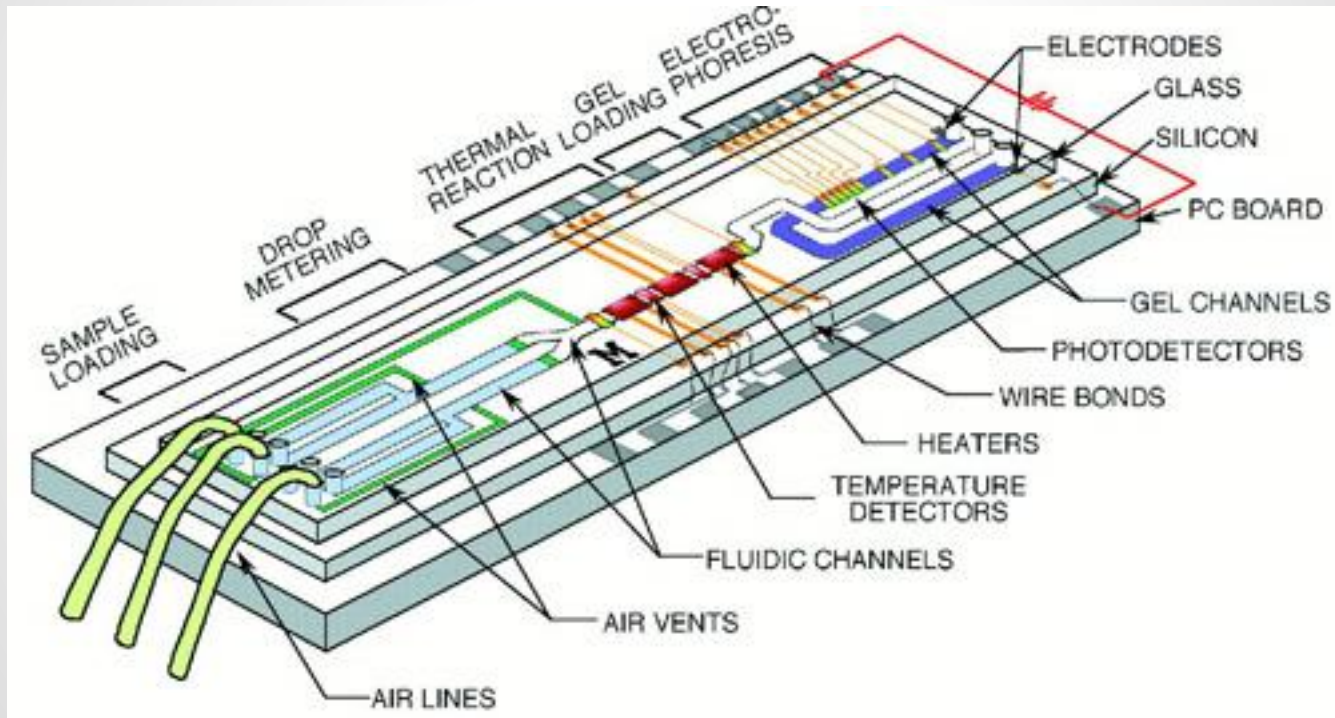 ELECTRO-
PHORESIS
GEL
LOADING
THERMAL
REACTION
DROP
METERING
SAMPLE
LOADING
ELECTRODES
GLASS
SILICON
PC BOARD
GEL CHANNELS
PHOTODETECTORS
WIRE BONDS
HEATERS
TEMPERATURE
DETECTORS
FLUIDIC CHANNELS
AIR VENTS
AIR LINES
M